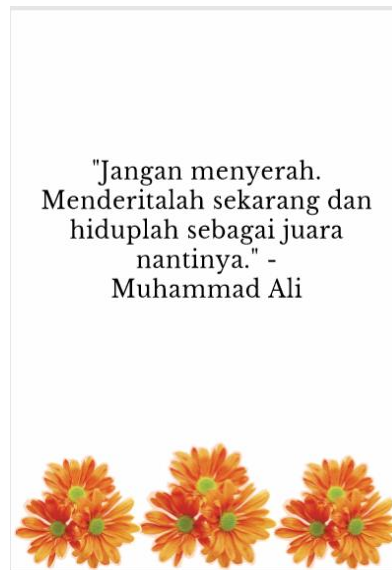 "Jangan menyerah.
Menderitalah sekarang dan
hiduplah sebagai juara
nantinya." -
Muhammad Ali